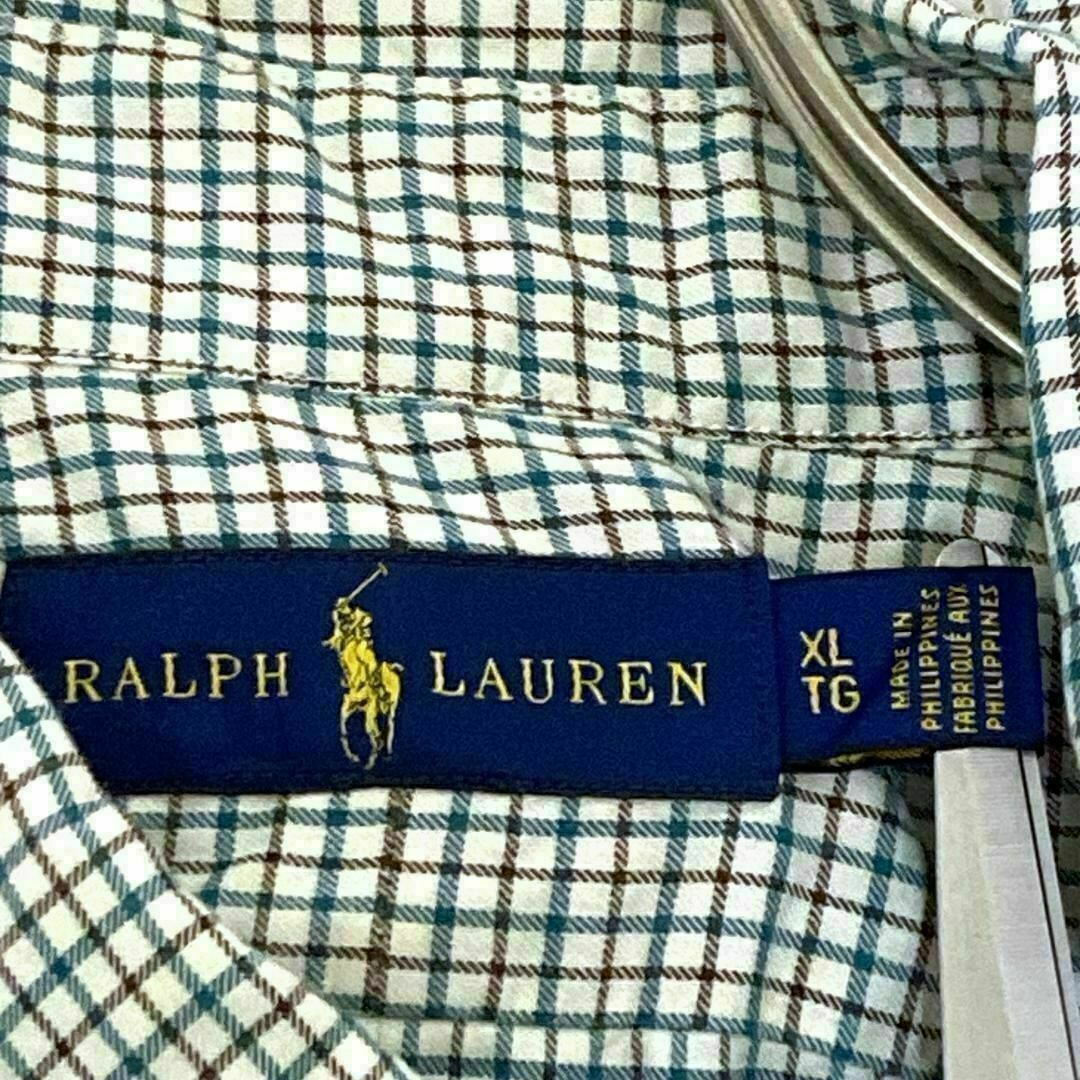 RALPH LAUREN
XL
TG
MADE IN
PHILIPPINES
FABRIQUÉ AUX
PHILIPPINES